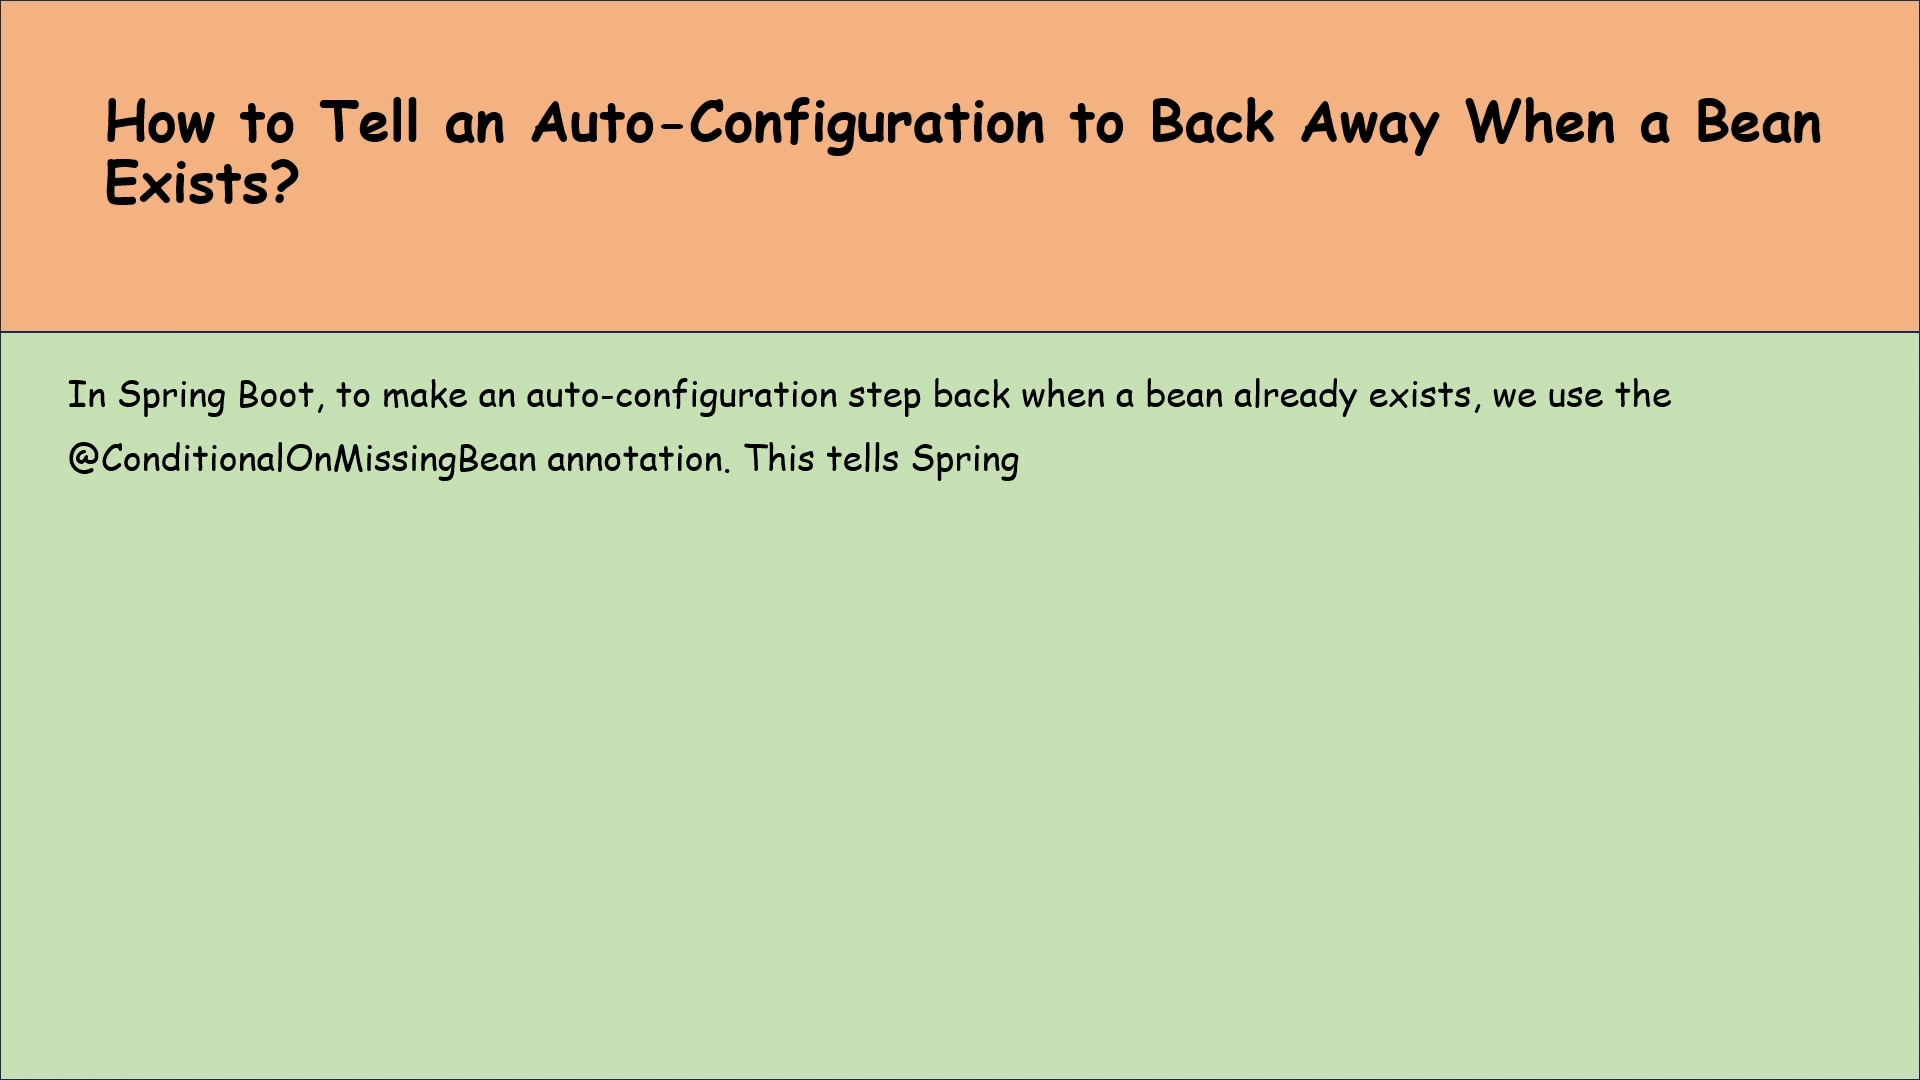 How to Tell an Auto-Configuration to Back Away When a Bean
Exists?
In Spring Boot, to make an auto-configuration step back when a bean already exists, we use the
@ConditionalOnMissingBean annotation. This tells Spring